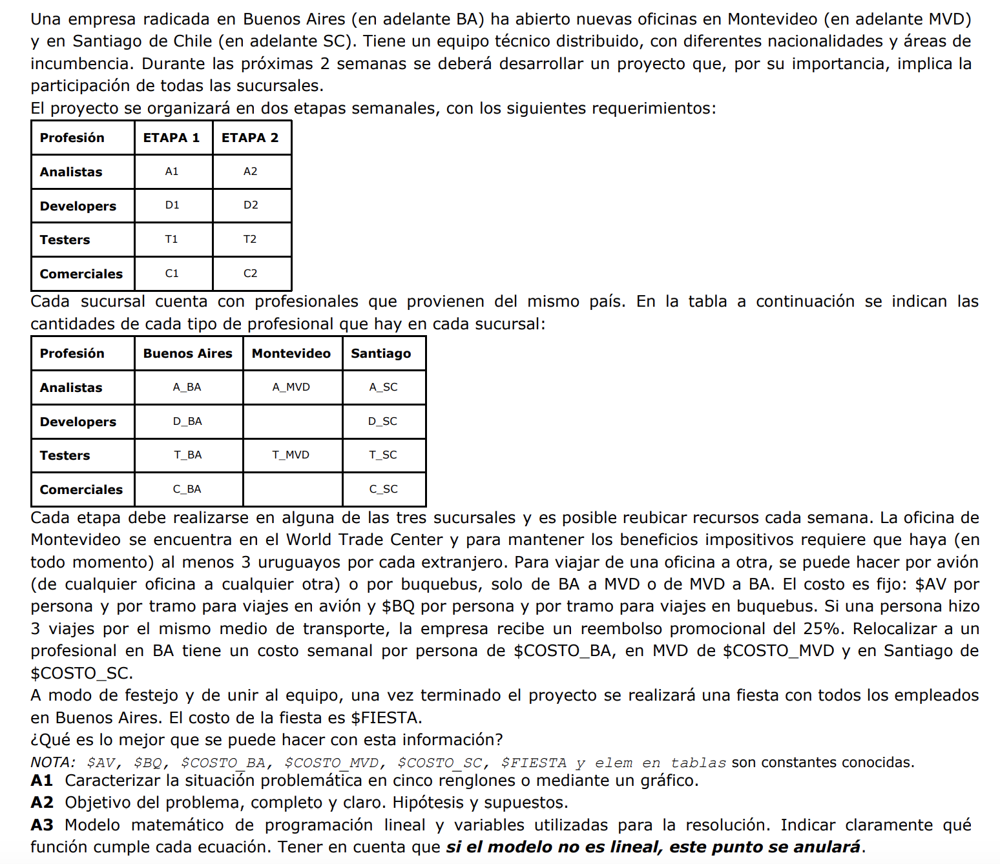 Una empresa radicada en Buenos Aires (en adelante BA) ha abierto nuevas oficinas en Montevideo (en adelante MVD)
y en Santiago de Chile (en adelante SC). Tiene un equipo técnico distribuido, con diferentes nacionalidades y áreas de
incumbencia. Durante las próximas 2 semanas se deberá desarrollar un proyecto que, por su importancia, implica la
participación de todas las sucursales.
El proyecto se organizará en dos etapas semanales, con los siguientes requerimientos:
Profesión ETAPA 1 ETAPA 2
Analistas A1 A2
Developers D1 D2
Testers T1 T2
Comerciales C1 C2
Cada sucursal cuenta con profesionales que provienen del mismo país. En la tabla a continuación se indican las
cantidades de cada tipo de profesional que hay en cada sucursal:
Profesión Buenos Aires Montevideo Santiago
Analistas A_BA A_MVD A_SC
Developers D_BA D_SC
Testers T_BA T_MVD T_SC
Comerciales C_BA C_SC
Cada etapa debe realizarse en alguna de las tres sucursales y es posible reubicar recursos cada semana. La oficina de
Montevideo se encuentra en el World Trade Center y para mantener los beneficios impositivos requiere que haya (en
todo momento) al menos 3 uruguayos por cada extranjero. Para viajar de una oficina a otra, se puede hacer por avión
(de cualquier oficina a cualquier otra) o por buquebus, solo de BA a MVD o de MVD a BA. El costo es fijo: $AV por
persona y por tramo para viajes en avión y $BQ por persona y por tramo para viajes en buquebus. Si una persona hizo
3 viajes por el mismo medio de transporte, la empresa recibe un reembolso promocional del 25%. Relocalizar a un
profesional en BA tiene un costo semanal por persona de $COSTO_BA, en MVD de $COSTO_MVD y en Santiago de
$COSTO_SC.
A modo de festejo y de unir al equipo, una vez terminado el proyecto se realizará una fiesta con todos los empleados
en Buenos Aires. El costo de la fiesta es $FIESTA.
¿Qué es lo mejor que se puede hacer con esta información?
NOTA: $AV, $BQ, $COSTO_BA, $COSTO_MVD, $COSTO_SC, $FIESTA y elem en tablas son constantes conocidas.
A1 Caracterizar la situación problemática en cinco renglones o mediante un gráfico.
A2 Objetivo del problema, completo y claro. Hipótesis y supuestos.
A3 Modelo matemático de programación lineal y variables utilizadas para la resolución. Indicar claramente qué
función cumple cada ecuación. Tener en cuenta que si el modelo no es lineal, este punto se anulará.